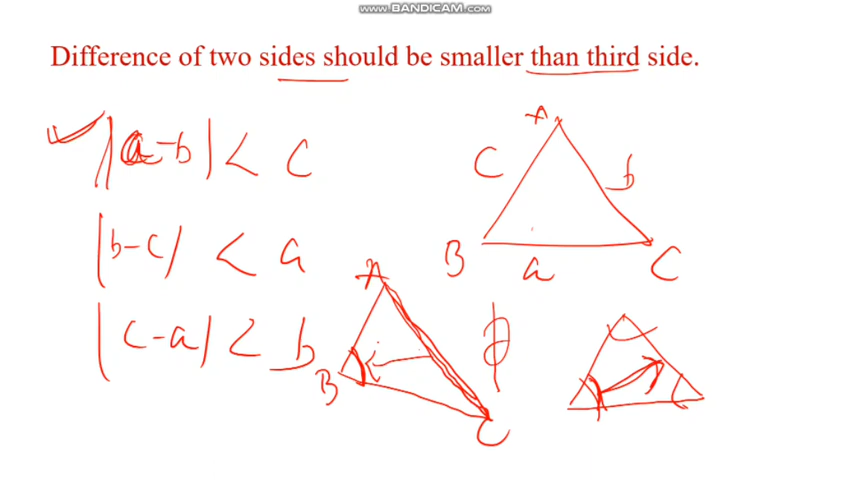 www.BANDICAM.com
Difference of two sides should be smaller than third side.
|a-b| < c
|b-c| < a
|c-a| < b
A
c
b
B
a
C
A
B
C